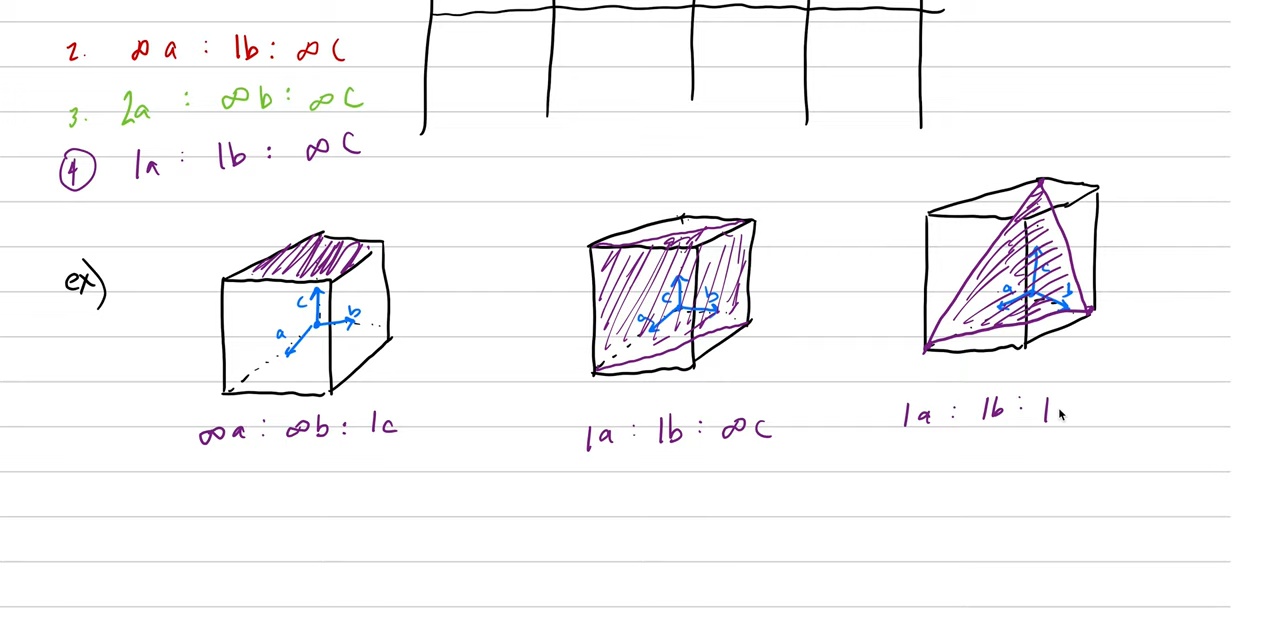 2. ∞ a : 1b : ∞ c
3. 2a : ∞ b : ∞ c
4 1a : 1b : ∞ c
ex)
c
b
a
c
b
a
a
c
b
∞ a : ∞ b : 1c
1a : 1b : ∞ c
1a : 1b : 1